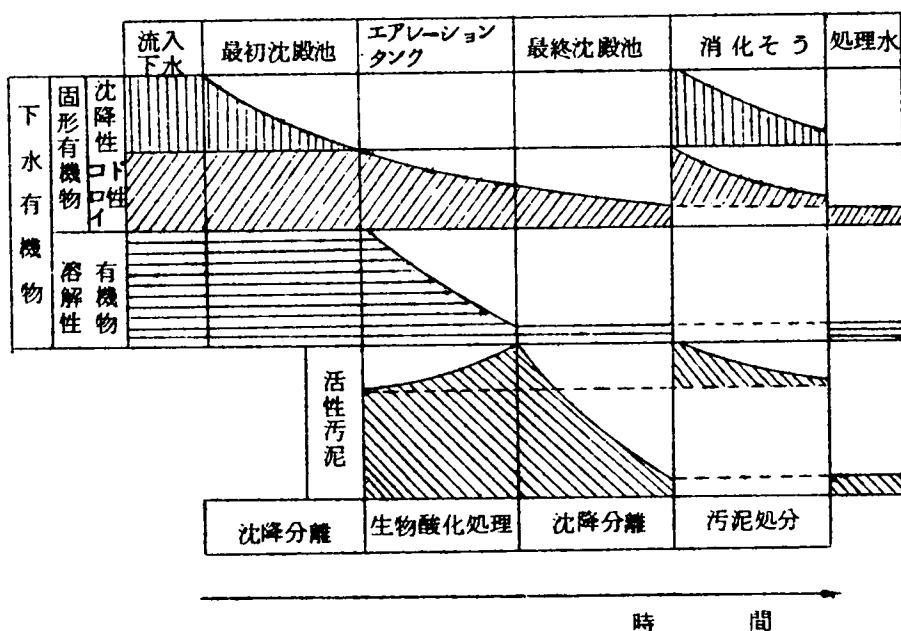 流入下水
最初沈殿池
エアレーションタンク
最終沈殿池
消化そう
処理水
下水有機物
固形有機物
沈降性
コロイド性
溶解性
有機物
活性汚泥
沈降分離
生物酸化処理
沈降分離
汚泥処分
時間